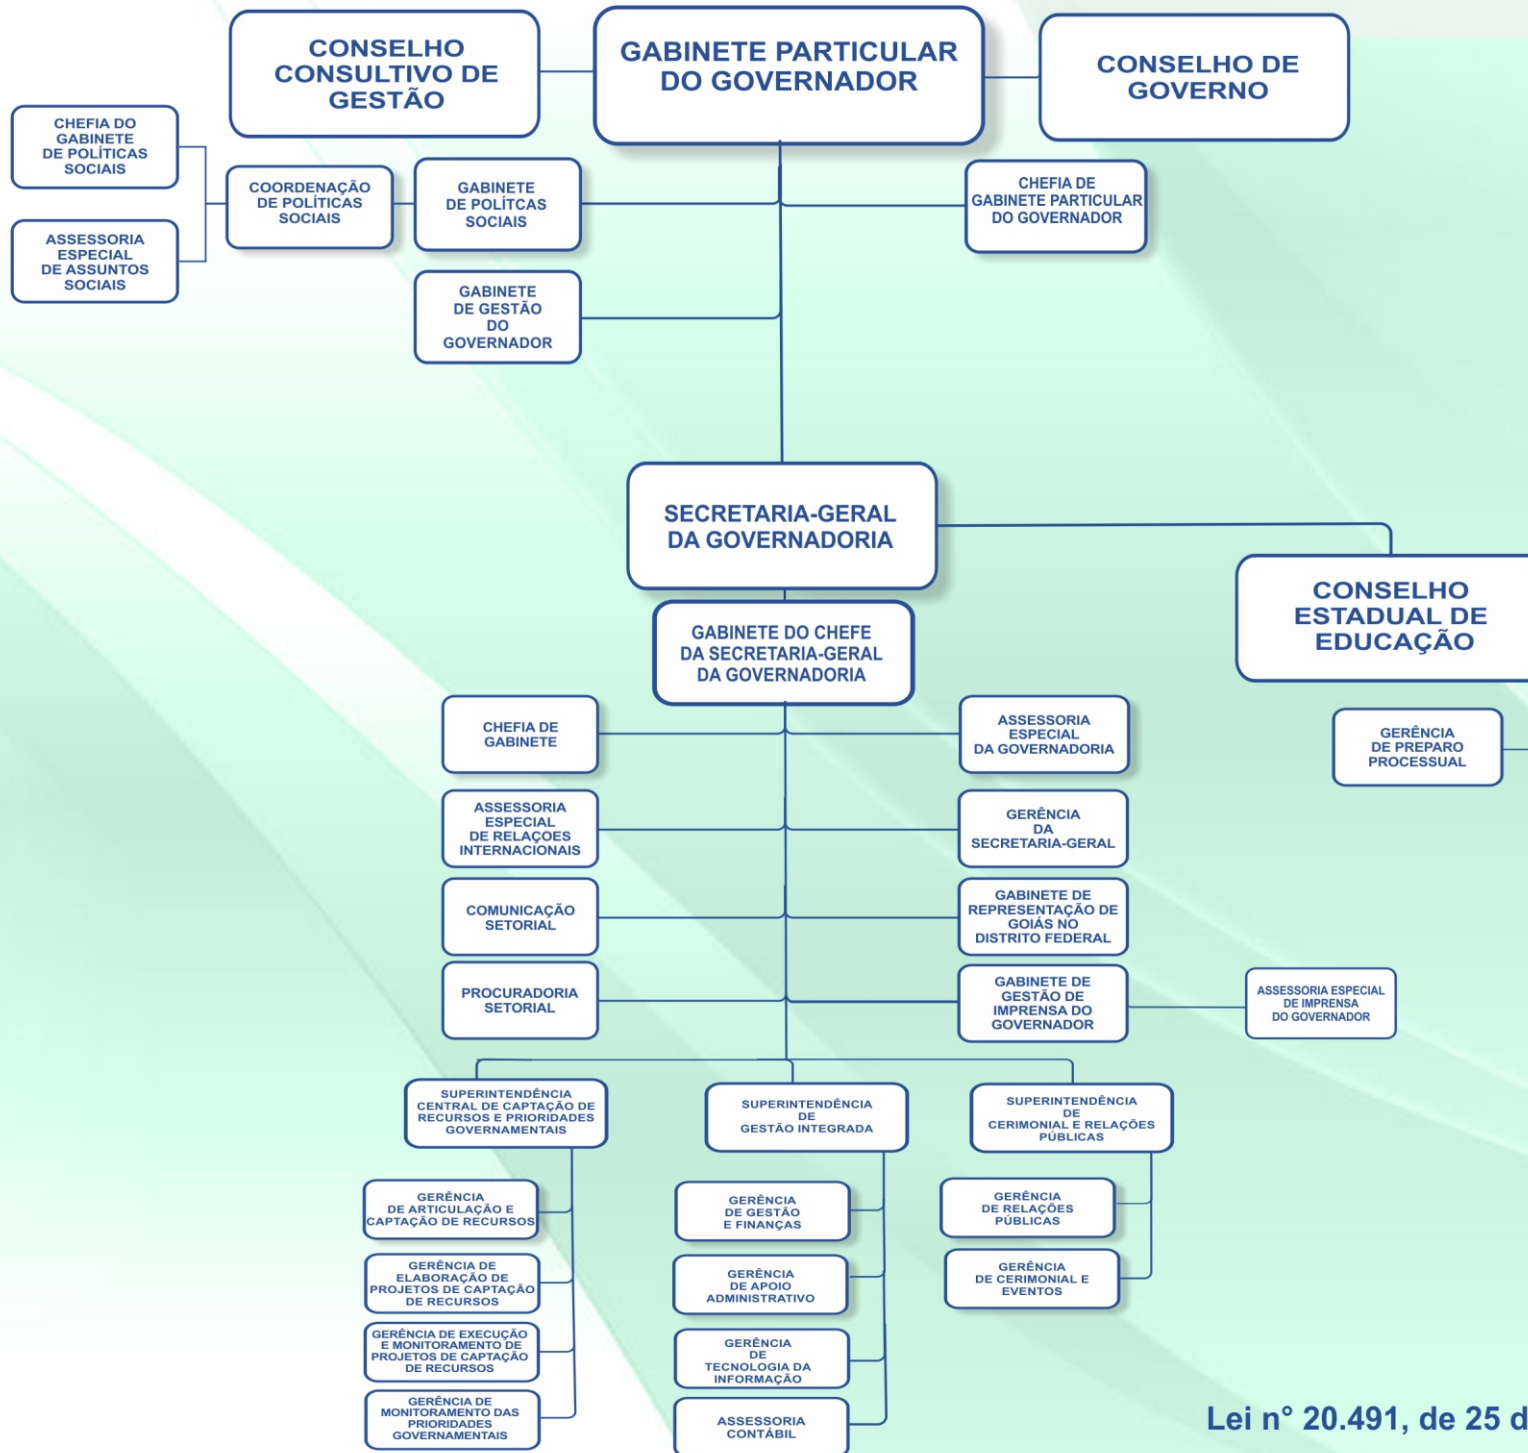 CONSELHO
CONSULTIVO DE
GESTÃO
GABINETE PARTICULAR
DO GOVERNADOR
CONSELHO DE
GOVERNO
CHEFIA DO
GABINETE
DE POLÍTICAS
SOCIAIS
COORDENAÇÃO
DE POLÍTICAS
SOCIAIS
GABINETE
DE POLÍTCAS
SOCIAIS
CHEFIA DE
GABINETE PARTICULAR
DO GOVERNADOR
ASSESSORIA
ESPECIAL
DE ASSUNTOS
SOCIAIS
GABINETE
DE GESTÃO
DO
GOVERNADOR
SECRETARIA-GERAL
DA GOVERNADORIA
CONSELHO
ESTADUAL DE
EDUCAÇÃO
GABINETE DO CHEFE
DA SECRETARIA-GERAL
DA GOVERNADORIA
CHEFIA DE
GABINETE
ASSESSORIA
ESPECIAL
DA GOVERNADORIA
GERÊNCIA
DE PREPARO
PROCESSUAL
ASSESSORIA
ESPECIAL
DE RELAÇOES
INTERNACIONAIS
GERÊNCIA
DA
SECRETARIA-GERAL
COMUNICAÇÃO
SETORIAL
GABINETE DE
REPRESENTAÇÃO DE
GOIÁS NO
DISTRITO FEDERAL
PROCURADORIA
SETORIAL
GABINETE DE
GESTÃO DE
IMPRENSA DO
GOVERNADOR
ASSESSORIA ESPECIAL
DE IMPRENSA
DO GOVERNADOR
SUPERINTENDÊNCIA
CENTRAL DE CAPTAÇÃO DE
RECURSOS E PRIORIDADES
GOVERNAMENTAIS
SUPERINTENDÊNCIA
DE
GESTÃO INTEGRADA
SUPERINTENDÊNCIA
DE
CERIMONIAL E RELAÇÕES
PÚBLICAS
GERÊNCIA
DE ARTICULAÇÃO E
CAPTAÇÃO DE RECURSOS
GERÊNCIA DE
ELABORAÇÃO DE
PROJETOS DE CAPTAÇÃO
DE RECURSOS
GERÊNCIA DE EXECUÇÃO
E MONITORAMENTO DE
PROJETOS DE CAPTAÇÃO
DE RECURSOS
GERÊNCIA DE
MONITORAMENTO DAS
PRIORIDADES
GOVERNAMENTAIS
GERÊNCIA
DE GESTÃO
E FINANÇAS
GERÊNCIA
DE APOIO
ADMINISTRATIVO
GERÊNCIA
DE
TECNOLOGIA DA
INFORMAÇÃO
ASSESSORIA
CONTÁBIL
GERÊNCIA
DE RELAÇÕES
PÚBLICAS
GERÊNCIA
DE CERIMONIAL E
EVENTOS
Lei n° 20.491, de 25 d